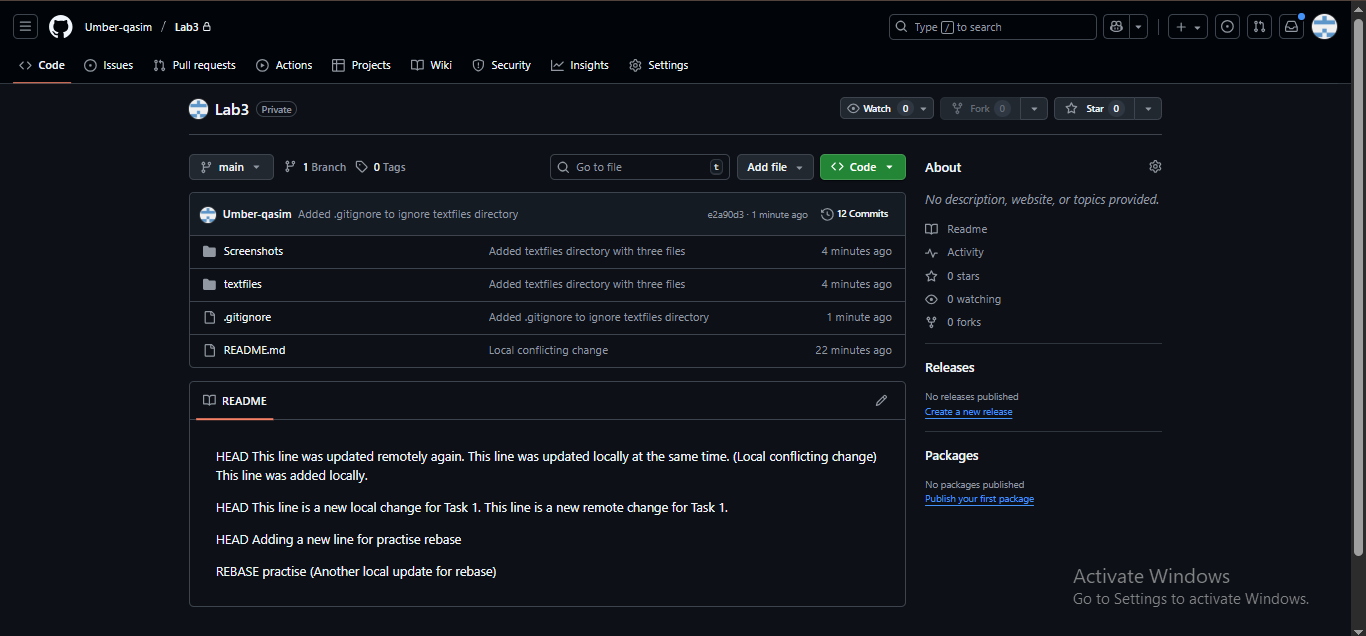 Umber-qasim / Lab3
Type / to search
Code Issues Pull requests Actions Projects Wiki Security Insights Settings
Lab3 Private
Watch 0 Fork 0 Star 0
main 1 Branch 0 Tags Go to file t Add file Code
Umber-qasim Added .gitignore to ignore textfiles directory e2a90d3 · 1 minute ago 12 Commits
Screenshots Added textfiles directory with three files 4 minutes ago
textfiles Added textfiles directory with three files 4 minutes ago
.gitignore Added .gitignore to ignore textfiles directory 1 minute ago
README.md Local conflicting change 22 minutes ago
README
HEAD This line was updated remotely again. This line was updated locally at the same time. (Local conflicting change)
This line was added locally.
HEAD This line is a new local change for Task 1. This line is a new remote change for Task 1.
HEAD Adding a new line for practise rebase
REBASE practise (Another local update for rebase)
About
No description, website, or topics provided.
Readme
Activity
0 stars
0 watching
0 forks
Releases
No releases published
Create a new release
Packages
No packages published
Publish your first package
Activate Windows
Go to Settings to activate Windows.